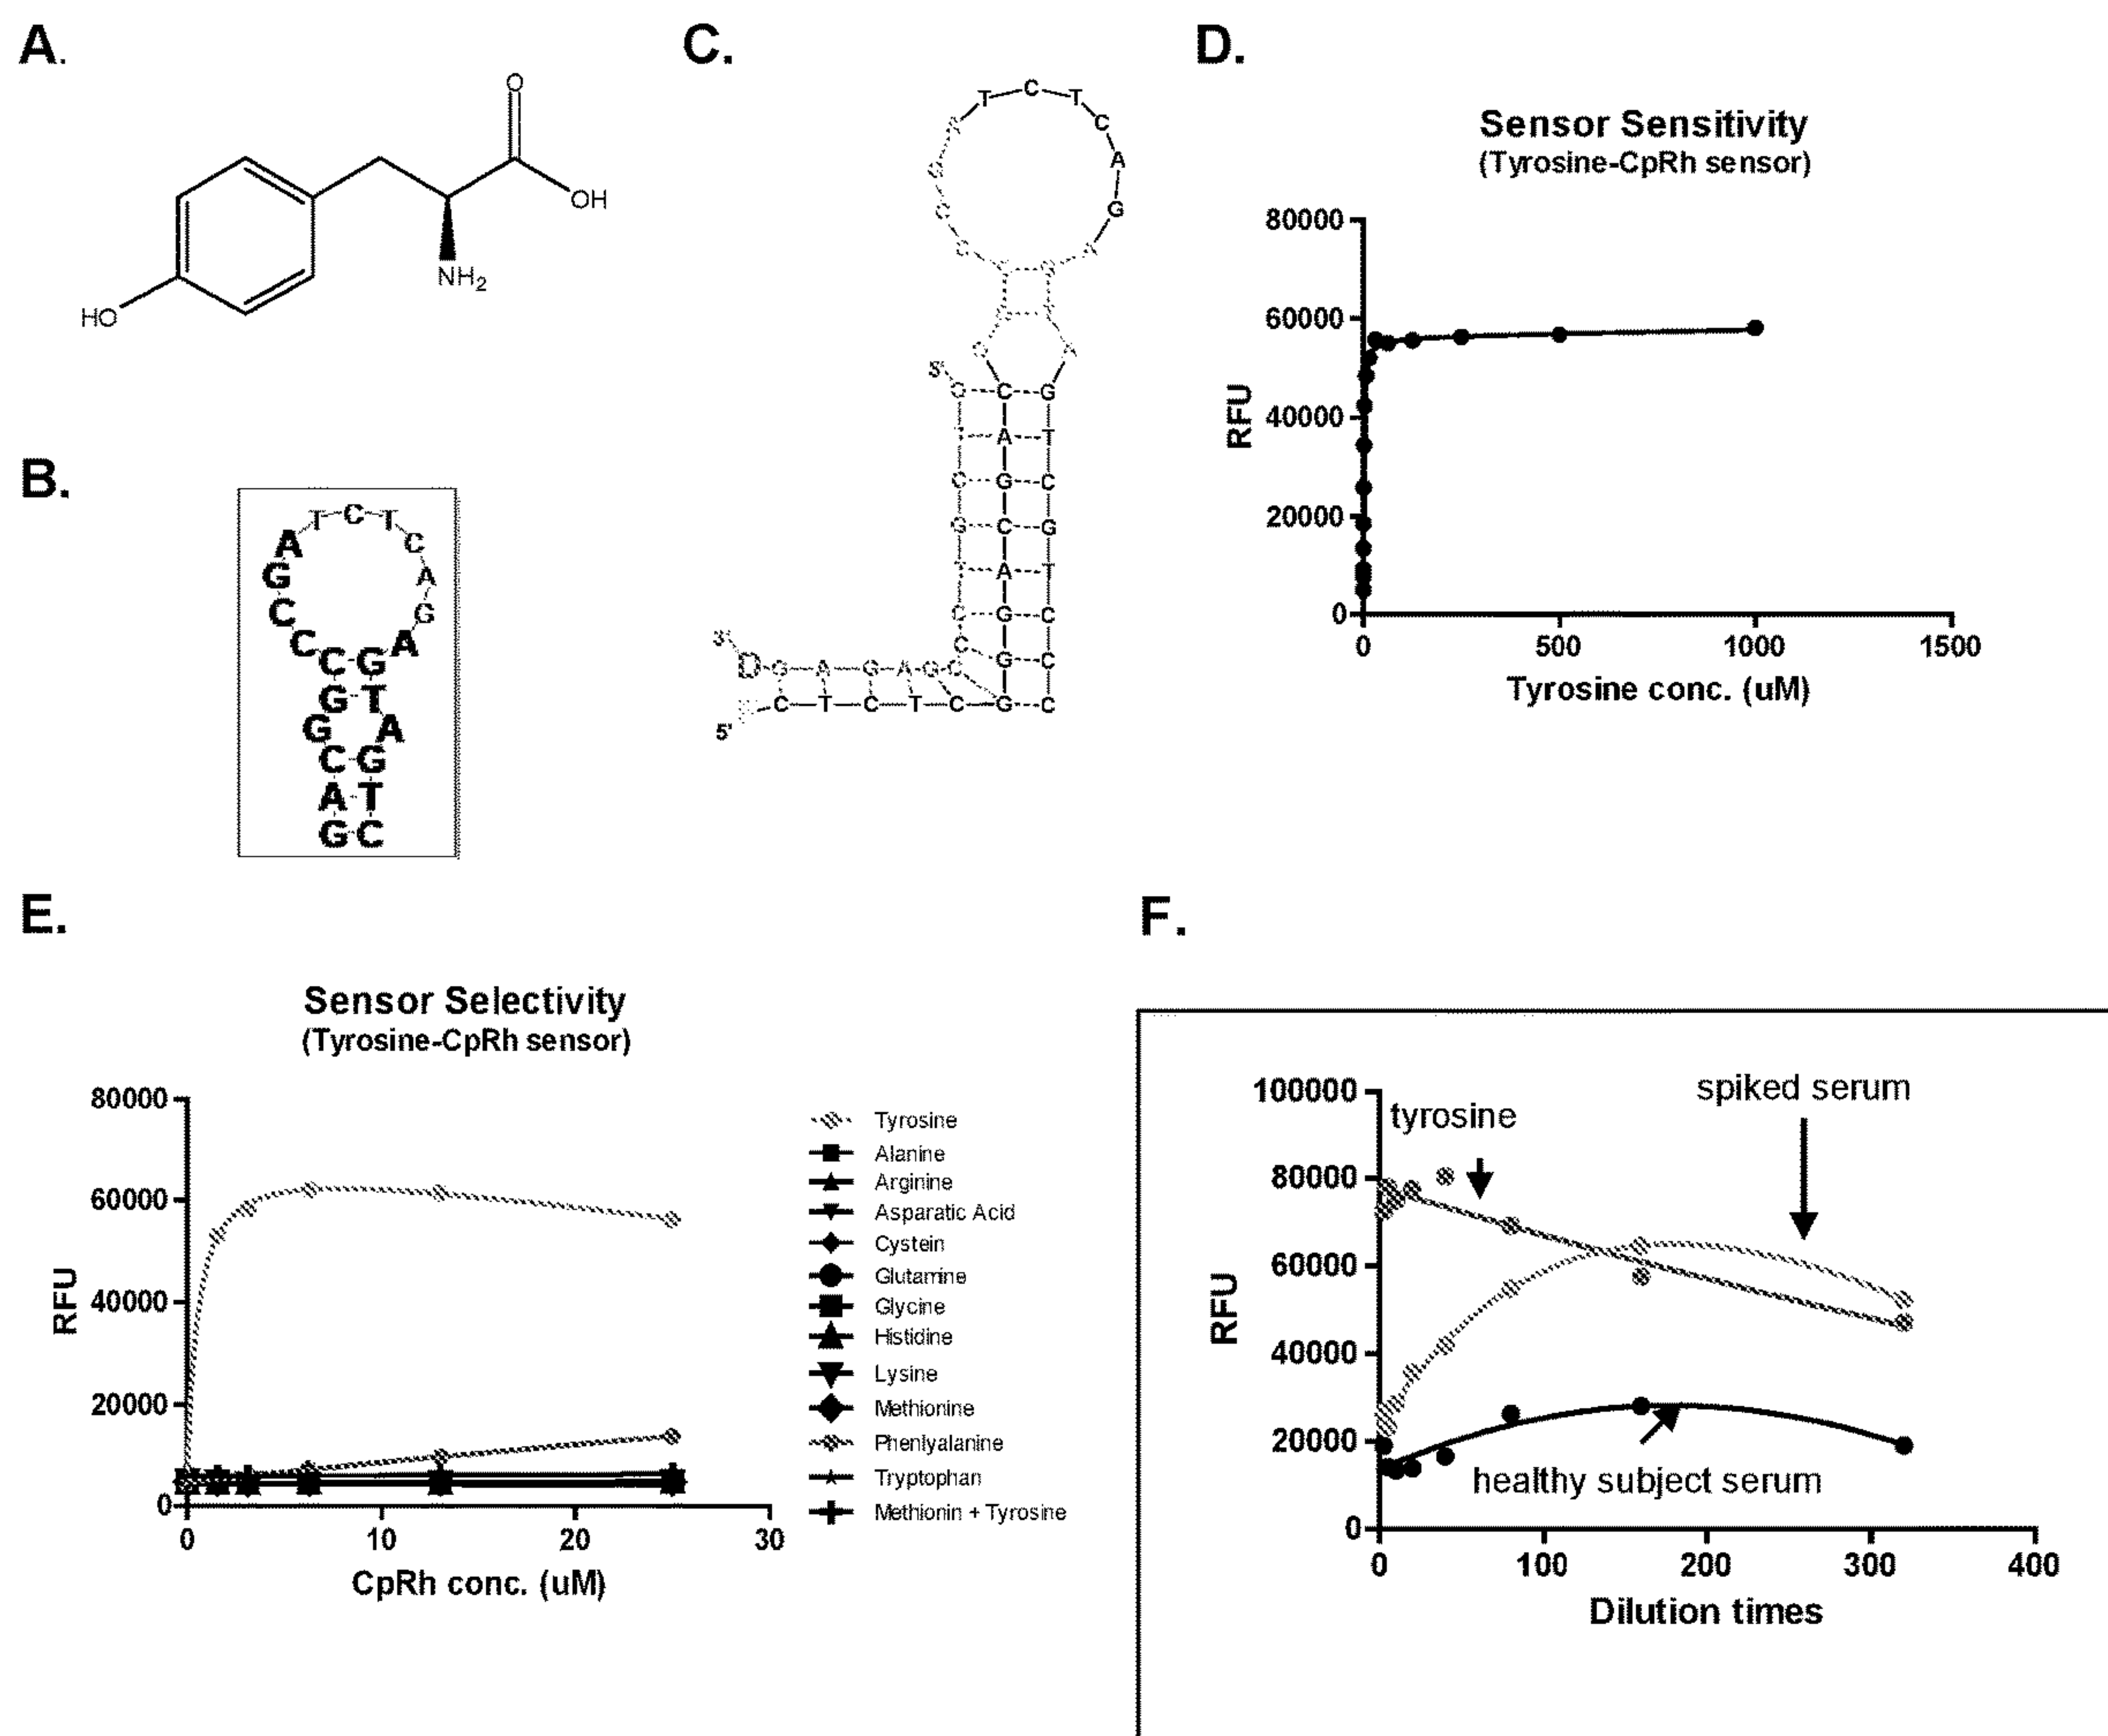 A.
O
OH
NH2
HO
B.
T C T
A C
G A
C G
C A
C G
G T
G A
C G
A T
G C
C.
T C T
C
A
G
5'
C G
A T
G C
C G
A T
G C
G C
3'
D G A G A G C
C T C T C G C
5'
D.
Sensor Sensitivity
(Tyrosine-CpRh sensor)
80000
60000
40000
20000
0
RFU
0 500 1000 1500
Tyrosine conc. (uM)
E.
Sensor Selectivity
(Tyrosine-CpRh sensor)
80000
60000
40000
20000
0
RFU
0 10 20 30
CpRh conc. (uM)
Tyrosine
Alanine
Arginine
Asparatic Acid
Cystein
Glutamine
Glycine
Histidine
Lysine
Methionine
Phenlyalanine
Tryptophan
Methionin + Tyrosine
F.
100000
80000
60000
40000
20000
0
RFU
tyrosine
spiked serum
healthy subject serum
0 100 200 300 400
Dilution times